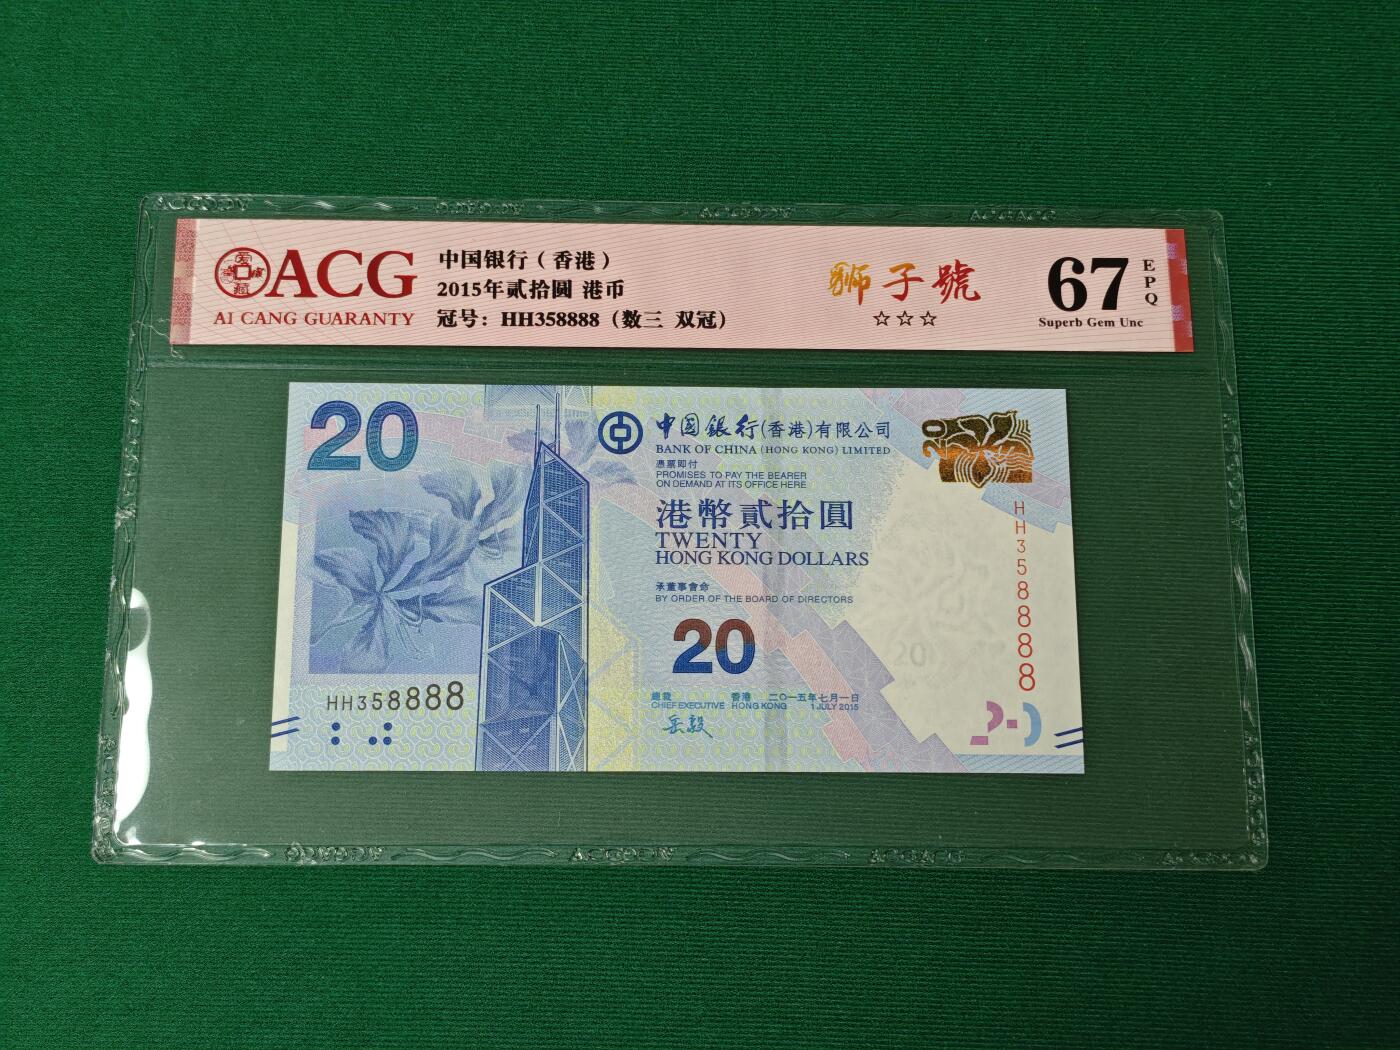 ACG
AI CANG GUARANTY
中国银行（香港）
2015年贰拾圆 港币
冠号：HH358888（数三 双冠）
狮子號
☆☆☆
67
EPQ
Superb Gem Unc
20
中國銀行(香港)有限公司
BANK OF CHINA (HONG KONG) LIMITED
憑票即付
PROMISES TO PAY THE BEARER
ON DEMAND AT ITS OFFICE HERE
港幣貳拾圓
TWENTY
HONG KONG DOLLARS
承董事會命
BY ORDER OF THE BOARD OF DIRECTORS
20
總裁 香港 二〇一五年七月一日
CHIEF EXECUTIVE HONG KONG 1 JULY 2015
岳毅
HH358888
20
HH358888
20